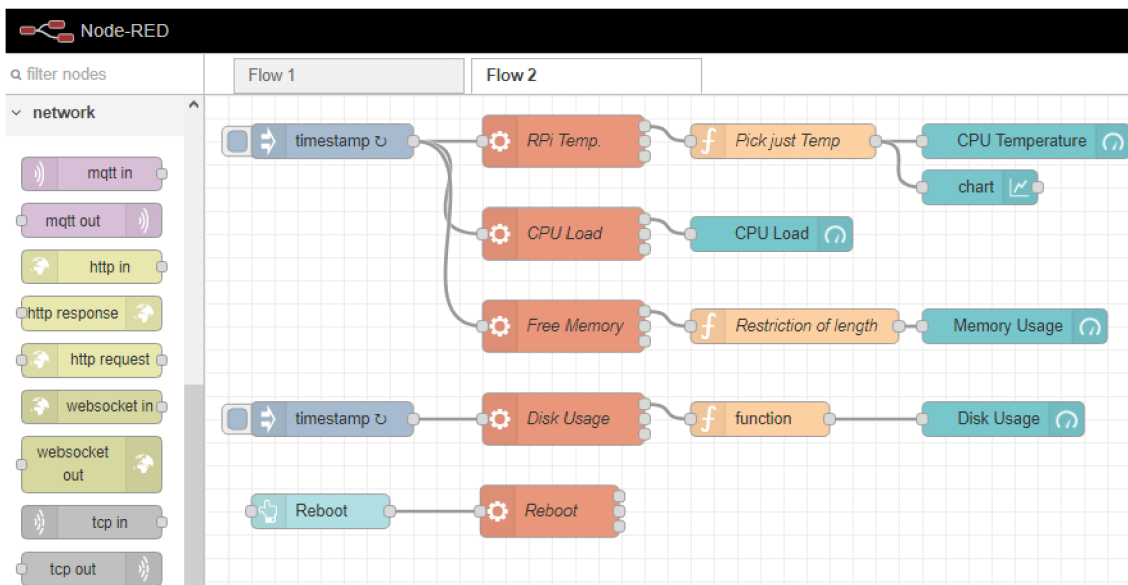 Node-RED
filter nodes
Flow 1
Flow 2
network
mqtt in
mqtt out
http in
http response
http request
websocket in
websocket
out
tcp in
tcp out
timestamp ↻
RPi Temp.
Pick just Temp
CPU Temperature
chart
CPU Load
CPU Load
Free Memory
Restriction of length
Memory Usage
timestamp ↻
Disk Usage
function
Disk Usage
Reboot
Reboot